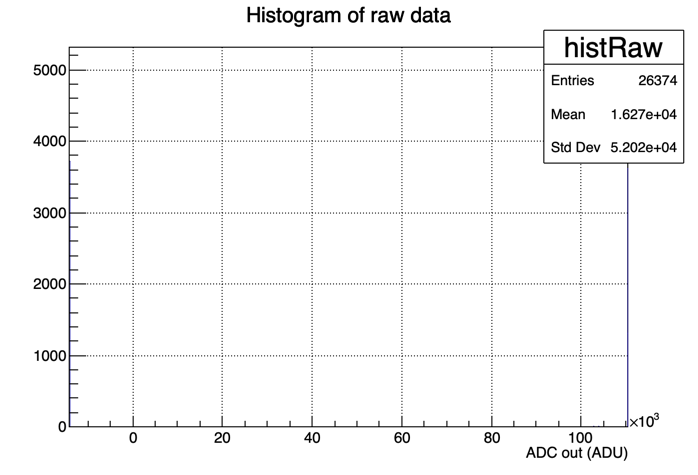 Histogram of raw data
histRaw
Entries 26374
Mean 1.627e+04
Std Dev 5.202e+04
5000
4000
3000
2000
1000
0
0 20 40 60 80 100 ×10³
ADC out (ADU)